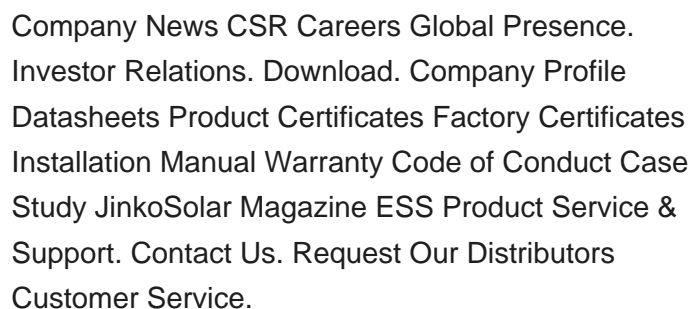 Company News CSR Careers Global Presence.
Investor Relations. Download. Company Profile
Datasheets Product Certificates Factory Certificates
Installation Manual Warranty Code of Conduct Case
Study JinkoSolar Magazine ESS Product Service &
Support. Contact Us. Request Our Distributors
Customer Service.